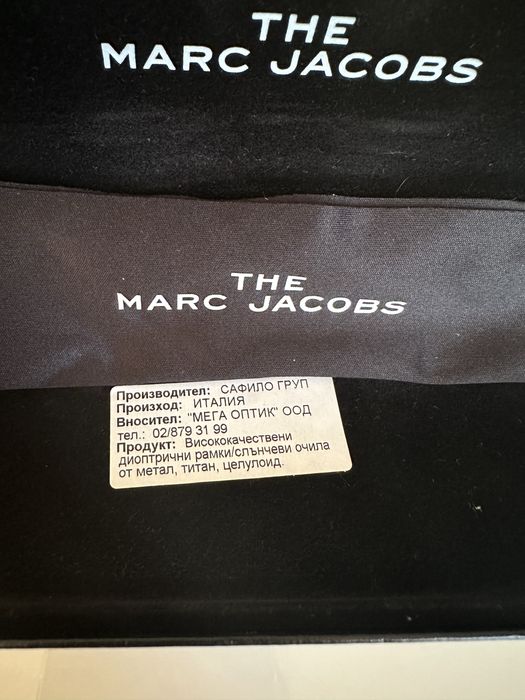 THE
MARC JACOBS
THE
MARC JACOBS
Производител: САФИЛО ГРУП
Произход: ИТАЛИЯ
Вносител: "МЕГА ОПТИК" ООД
тел.: 02/879 31 99
Продукт: Висококачествени
диоптрични рамки/слънчеви очила
от метал, титан, целулоид.